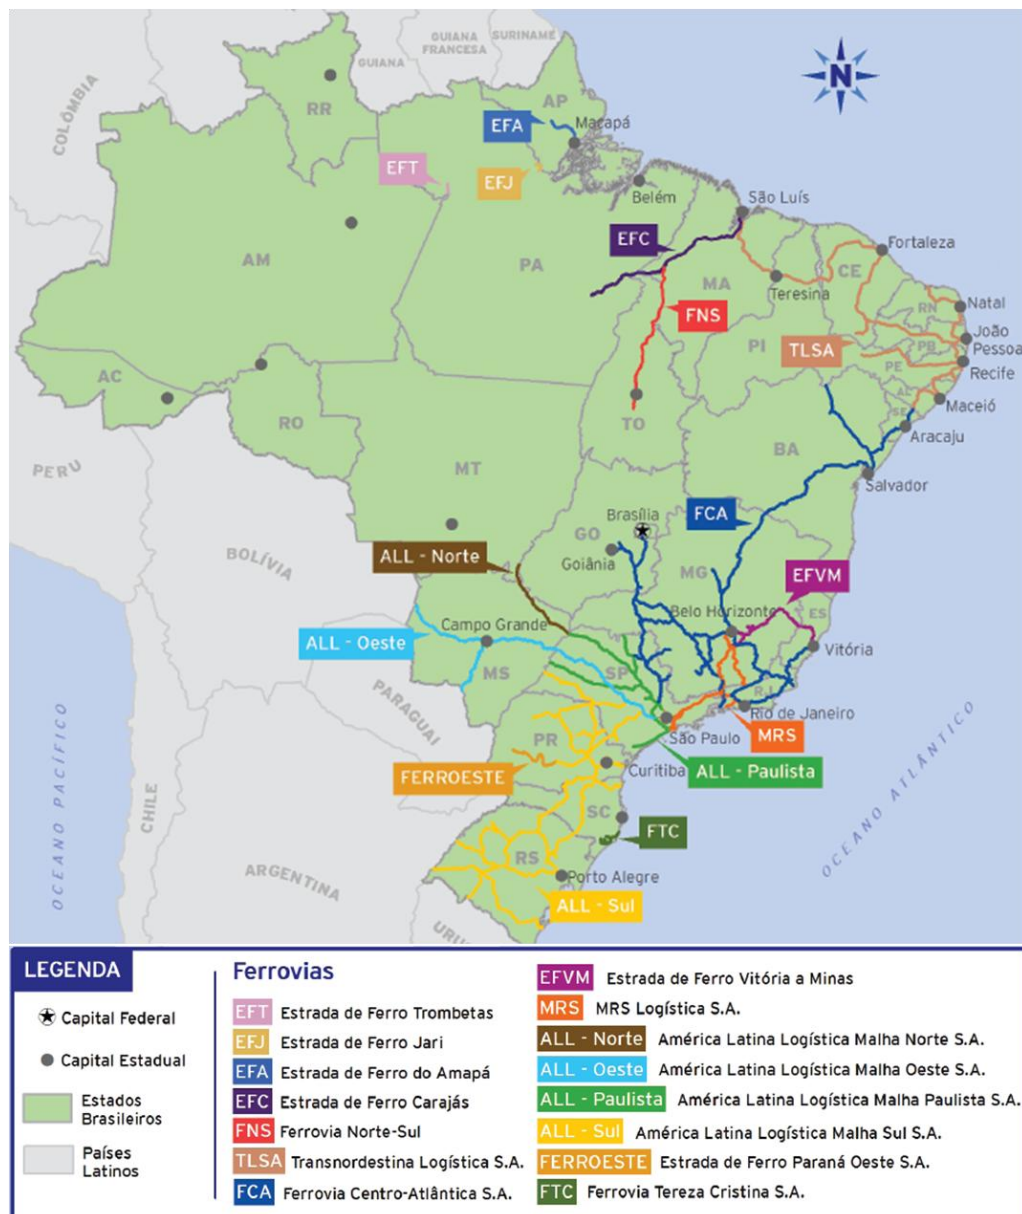 SURINAME
GUIANA
FRANCESA
GUIANA
COLÔMBIA
RR
AP
N
EFA
Macapá
EFT
EFJ
Belém
São Luís
AM
PA
EFC
Fortaleza
CE
MA
Teresina
RN
Natal
FNS
João
Pessoa
PI
TLSA
PB
PE
Recife
AC
AL
Maceió
RO
TO
SE
Aracaju
PERU
MT
BA
Salvador
FCA
Brasília
GO
Goiânia
BOLÍVIA
ALL - Norte
MG
EFVM
Belo Horizonte
ES
Campo Grande
ALL - Oeste
Vitória
MS
SP
RJ
PARAGUAI
Rio de Janeiro
São Paulo
MRS
PR
OCEANO PACÍFICO
OCEANO ATLÂNTICO
CHILE
FERROESTE
Curitiba
ALL - Paulista
SC
FTC
RS
Porto Alegre
ARGENTINA
ALL - Sul
URU
LEGENDA
Capital Federal
Capital Estadual
Estados
Brasileiros
Países
Latinos
Ferrovias
EFT Estrada de Ferro Trombetas
EFJ Estrada de Ferro Jari
EFA Estrada de Ferro do Amapá
EFC Estrada de Ferro Carajás
FNS Ferrovia Norte-Sul
TLSA Transnordestina Logística S.A.
FCA Ferrovia Centro-Atlântica S.A.
EFVM Estrada de Ferro Vitória a Minas
MRS MRS Logística S.A.
ALL - Norte América Latina Logística Malha Norte S.A.
ALL - Oeste América Latina Logística Malha Oeste S.A.
ALL - Paulista América Latina Logística Malha Paulista S.A.
ALL - Sul América Latina Logística Malha Sul S.A.
FERROESTE Estrada de Ferro Paraná Oeste S.A.
FTC Ferrovia Tereza Cristina S.A.